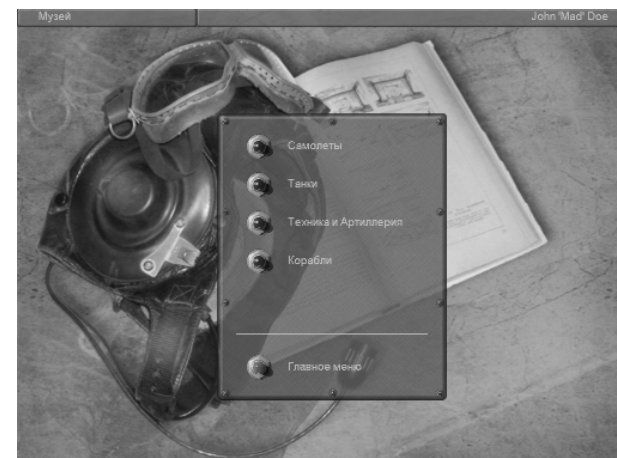 Музей
John 'Mad' Doe
Самолеты
Танки
Техника и Артиллерия
Корабли
Главное меню